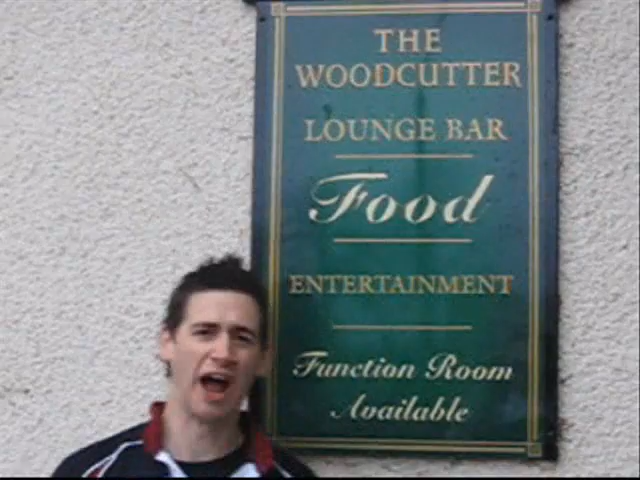 THE
WOODCUTTER
LOUNGE BAR
Food
ENTERTAINMENT
Function Room
Available